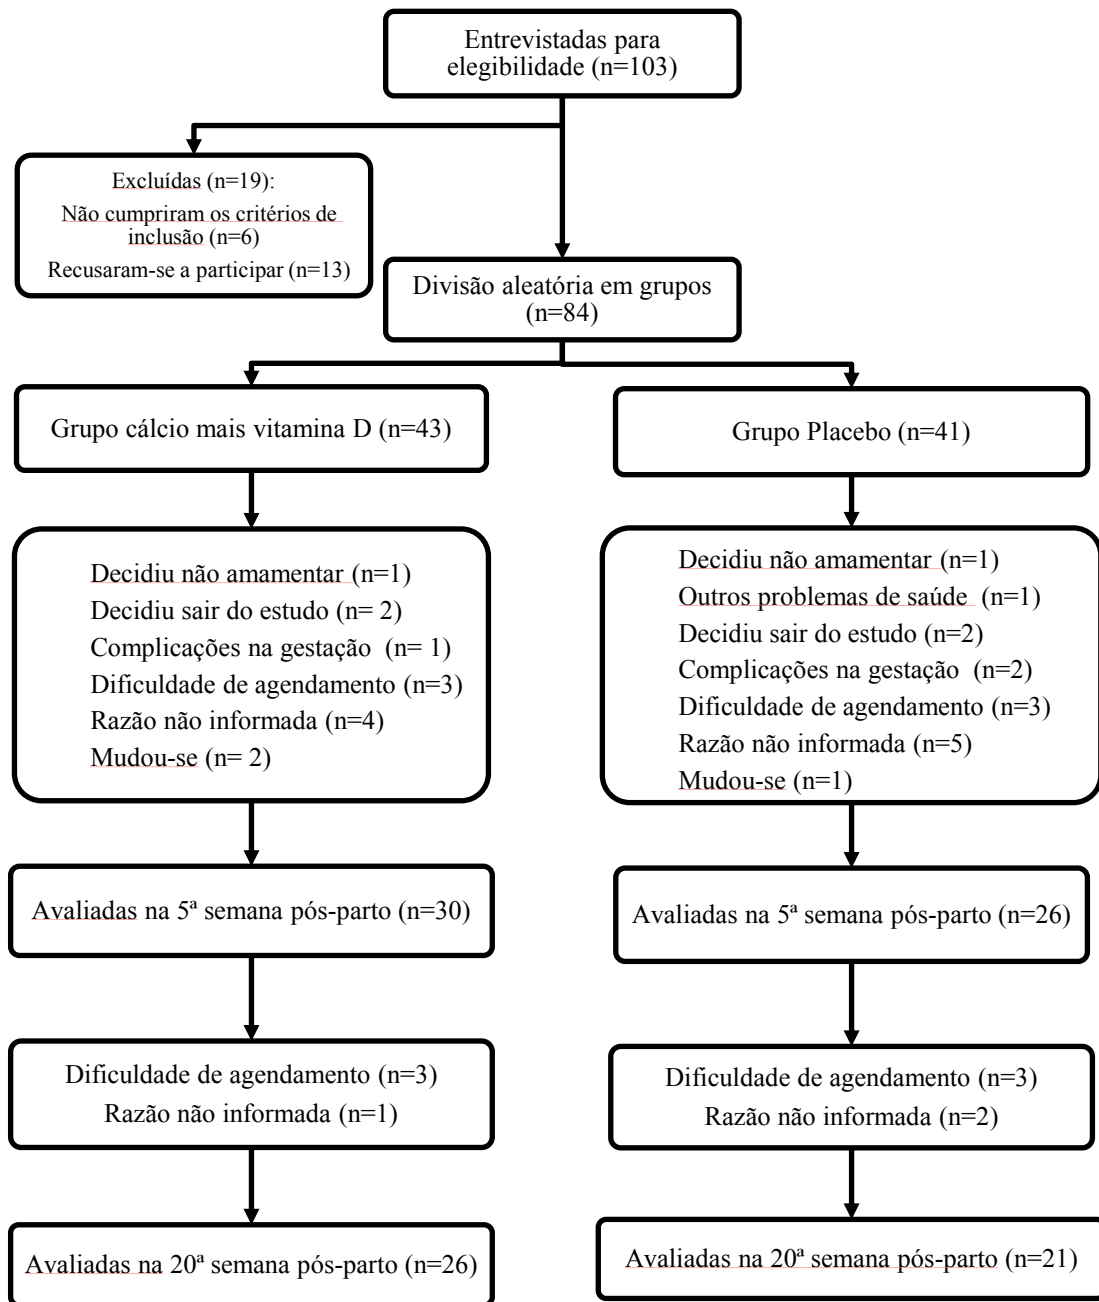 Entrevistadas para
elegibilidade (n=103)
Excluídas (n=19):
Não cumpriram os critérios de
inclusão (n=6)
Recusaram-se a participar (n=13)
Divisão aleatória em grupos
(n=84)
Grupo cálcio mais vitamina D (n=43)
Grupo Placebo (n=41)
Decidiu não amamentar (n=1)
Decidiu sair do estudo (n= 2)
Complicações na gestação (n= 1)
Dificuldade de agendamento (n=3)
Razão não informada (n=4)
Mudou-se (n= 2)
Decidiu não amamentar (n=1)
Outros problemas de saúde (n=1)
Decidiu sair do estudo (n=2)
Complicações na gestação (n=2)
Dificuldade de agendamento (n=3)
Razão não informada (n=5)
Mudou-se (n=1)
Avaliadas na 5ª semana pós-parto (n=30)
Avaliadas na 5ª semana pós-parto (n=26)
Dificuldade de agendamento (n=3)
Razão não informada (n=1)
Dificuldade de agendamento (n=3)
Razão não informada (n=2)
Avaliadas na 20ª semana pós-parto (n=26)
Avaliadas na 20ª semana pós-parto (n=21)